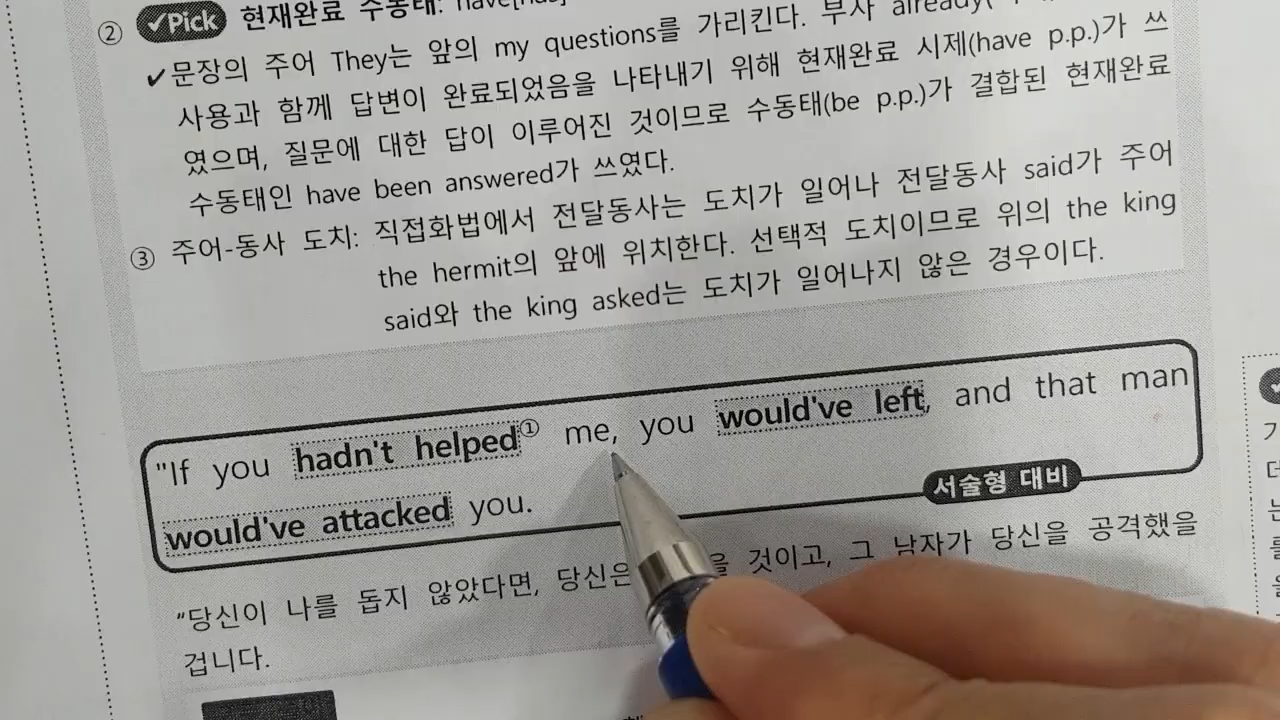 ② ✔Pick 현재완료 수동태: have[has]
✔문장의 주어 They는 앞의 my questions를 가리킨다. 부사 already(
사용과 함께 답변이 완료되었음을 나타내기 위해 현재완료 시제(have p.p.)가 쓰
였으며, 질문에 대한 답이 이루어진 것이므로 수동태(be p.p.)가 결합된 현재완료
수동태인 have been answered가 쓰였다.
③ 주어-동사 도치: 직접화법에서 전달동사는 도치가 일어나 전달동사 said가 주어
the hermit의 앞에 위치한다. 선택적 도치이므로 위의 the king
said와 the king asked는 도치가 일어나지 않은 경우이다.
"If you hadn't helped① me, you would've left, and that man
would've attacked you.
서술형 대비
"당신이 나를 돕지 않았다면, 당신은 을 것이고, 그 남자가 당신을 공격했을
겁니다.